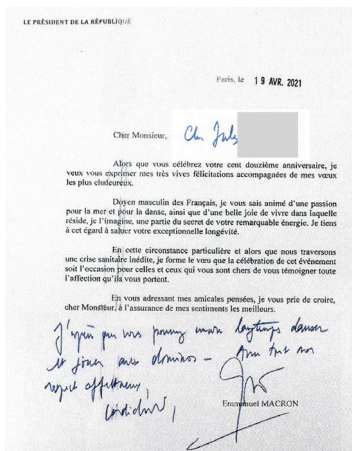 LE PRÉSIDENT DE LA RÉPUBLIQUE
Paris, le 19 AVR. 2021
Cher Monsieur, Cher Jules
Alors que vous célébrez votre cent douzième anniversaire, je
veux vous exprimer mes très vives félicitations accompagnées de mes vœux
les plus chaleureux.
Doyen masculin des Français, je vous sais animé d'une passion
pour la mer et pour la danse, ainsi que d'une belle joie de vivre dans laquelle
réside, je l'imagine, une partie du secret de votre remarquable énergie. Je tiens
à cet égard à saluer votre exceptionnelle longévité.
En cette circonstance particulière et alors que nous traversons
une crise sanitaire inédite, je forme le vœu que la célébration de cet événement
soit l'occasion pour celles et ceux qui vous sont chers de vous témoigner toute
l'affection qu'ils vous portent.
En vous adressant mes amicales pensées, je vous prie de croire,
cher Monsieur, à l'assurance de mes sentiments les meilleurs.
J'espère que vous pourrez encore longtemps danser
et jouer aux dominos - Avec tout mon
respect affectueux,
Cordialement,
Emmanuel MACRON